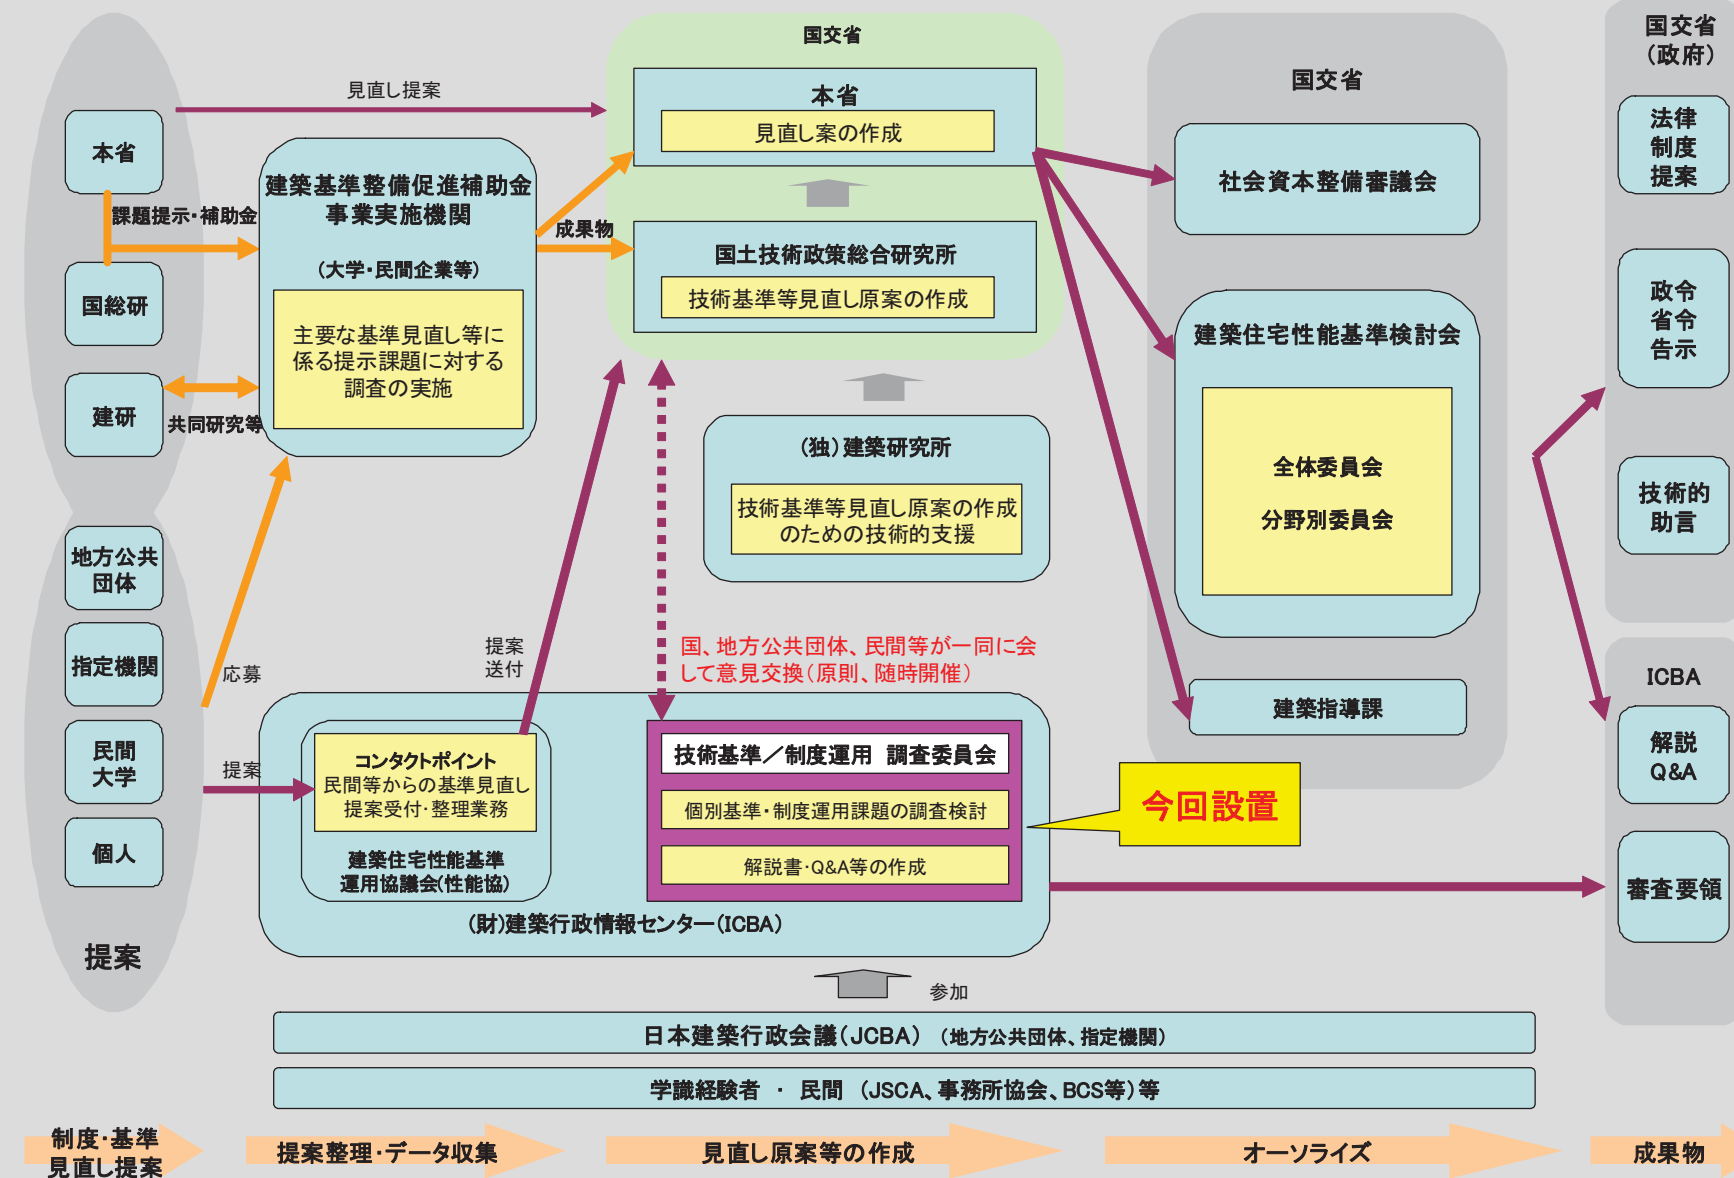 本省
国総研
建研
地方公共
団体
指定機関
民間
大学
個人
提案
見直し提案
課題提示・補助金
共同研究等
応募
提案
建築基準整備促進補助金
事業実施機関
(大学・民間企業等)
主要な基準見直し等に
係る提示課題に対する
調査の実施
成果物
国交省
本省
見直し案の作成
国土技術政策総合研究所
技術基準等見直し原案の作成
(独)建築研究所
技術基準等見直し原案の作成
のための技術的支援
提案
送付
国、地方公共団体、民間等が一同に会
して意見交換(原則、随時開催)
コンタクトポイント
民間等からの基準見直し
提案受付・整理業務
建築住宅性能基準
運用協議会(性能協)
技術基準/制度運用 調査委員会
個別基準・制度運用課題の調査検討
解説書・Q&A等の作成
(財)建築行政情報センター(ICBA)
今回設置
国交省
社会資本整備審議会
建築住宅性能基準検討会
全体委員会
分野別委員会
建築指導課
国交省
(政府)
法律
制度
提案
政令
省令
告示
技術的
助言
ICBA
解説
Q&A
審査要領
参加
日本建築行政会議(JCBA) (地方公共団体、指定機関)
学識経験者 ・ 民間 (JSCA、事務所協会、BCS等)等
制度・基準
見直し提案
提案整理・データ収集
見直し原案等の作成
オーソライズ
成果物